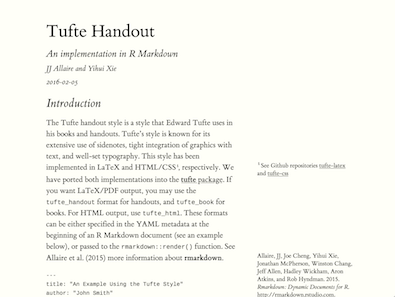 Tufte Handout
An implementation in R Markdown
JJ Allaire and Yihui Xie
2016-02-05
Introduction
The Tufte handout style is a style that Edward Tufte uses in
his books and handouts. Tufte's style is known for its
extensive use of sidenotes, tight integration of graphics with
text, and well-set typography. This style has been
implemented in LaTeX and HTML/CSS¹, respectively. We
have ported both implementations into the tufte package. If
you want LaTeX/PDF output, you may use the
tufte_handout format for handouts, and tufte_book for
books. For HTML output, use tufte_html. These formats
can be either specified in the YAML metadata at the
beginning of an R Markdown document (see an example
below), or passed to the rmarkdown::render() function. See
Allaire et al. (2015) more information about rmarkdown.
---
title: "An Example Using the Tufte Style"
author: "John Smith"
¹ See Github repositories tufte-latex
and tufte-css
Allaire, JJ, Joe Cheng, Yihui Xie,
Jonathan McPherson, Winston Chang,
Jeff Allen, Hadley Wickham, Aron
Atkins, and Rob Hyndman. 2015.
Rmarkdown: Dynamic Documents for R.
http://rmarkdown.rstudio.com.